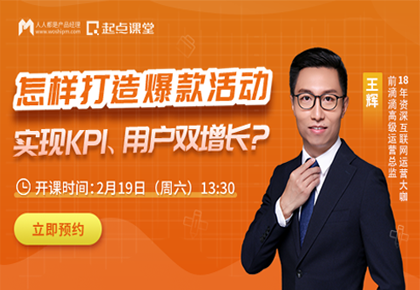 人人都是产品经理
www.woshipm.com
起点课堂
怎样打造爆款活动
实现KPI、用户双增长?
开课时间：2月19日（周六）13:30
立即预约
王辉
18年资深互联网运营大咖
前滴滴高级运营总监